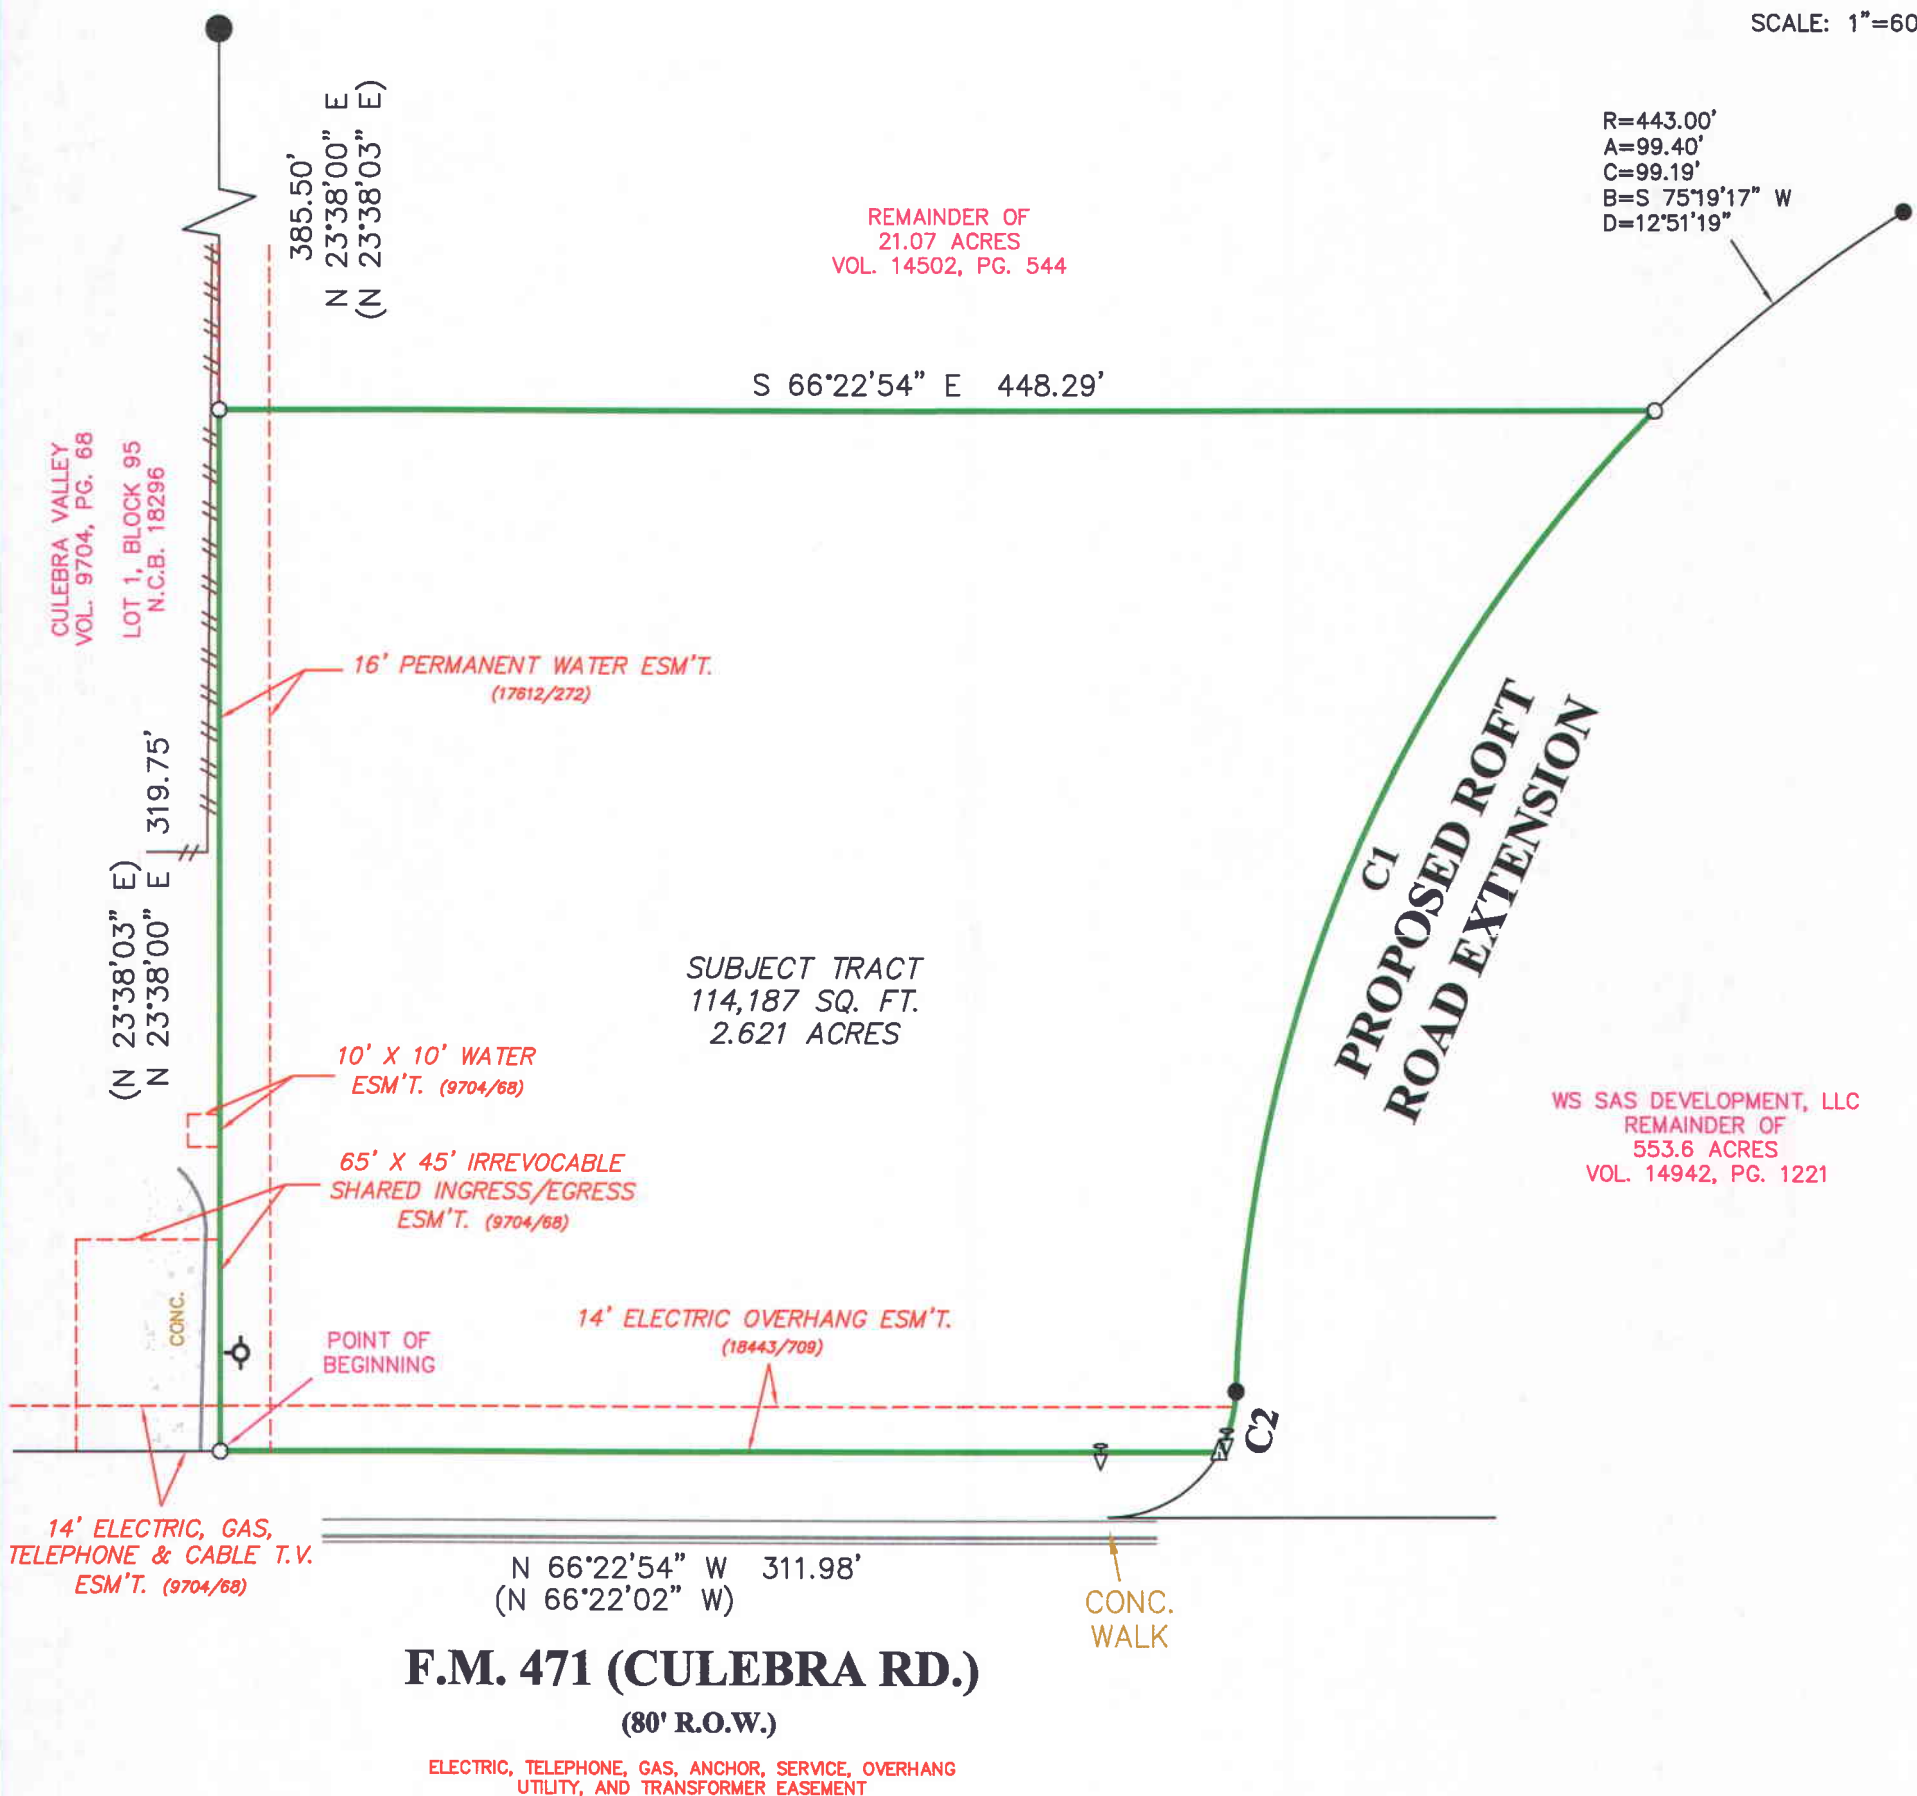 SCALE: 1"=60
385.50'
N 23°38'00" E
(N 23°38'03" E)
R=443.00'
A=99.40'
C=99.19'
B=S 75°19'17" W
D=12°51'19"
REMAINDER OF
21.07 ACRES
VOL. 14502, PG. 544
S 66°22'54" E 448.29'
CULEBRA VALLEY
VOL. 9704, PG. 68
LOT 1, BLOCK 95
N.C.B. 18296
16' PERMANENT WATER ESM'T.
(17612/272)
(N 23°38'03" E)
N 23°38'00" E 319.75'
C1
PROPOSED ROFT
ROAD EXTENSION
SUBJECT TRACT
114,187 SQ. FT.
2.621 ACRES
10' X 10' WATER
ESM'T. (9704/68)
WS SAS DEVELOPMENT, LLC
REMAINDER OF
553.6 ACRES
VOL. 14942, PG. 1221
65' X 45' IRREVOCABLE
SHARED INGRESS/EGRESS
ESM'T. (9704/68)
CONC.
POINT OF
BEGINNING
14' ELECTRIC OVERHANG ESM'T.
(18443/709)
C2
14' ELECTRIC, GAS,
TELEPHONE & CABLE T.V.
ESM'T. (9704/68)
N 66°22'54" W 311.98'
(N 66°22'02" W)
CONC.
WALK
F.M. 471 (CULEBRA RD.)
(80' R.O.W.)
ELECTRIC, TELEPHONE, GAS, ANCHOR, SERVICE, OVERHANG
UTILITY, AND TRANSFORMER EASEMENT